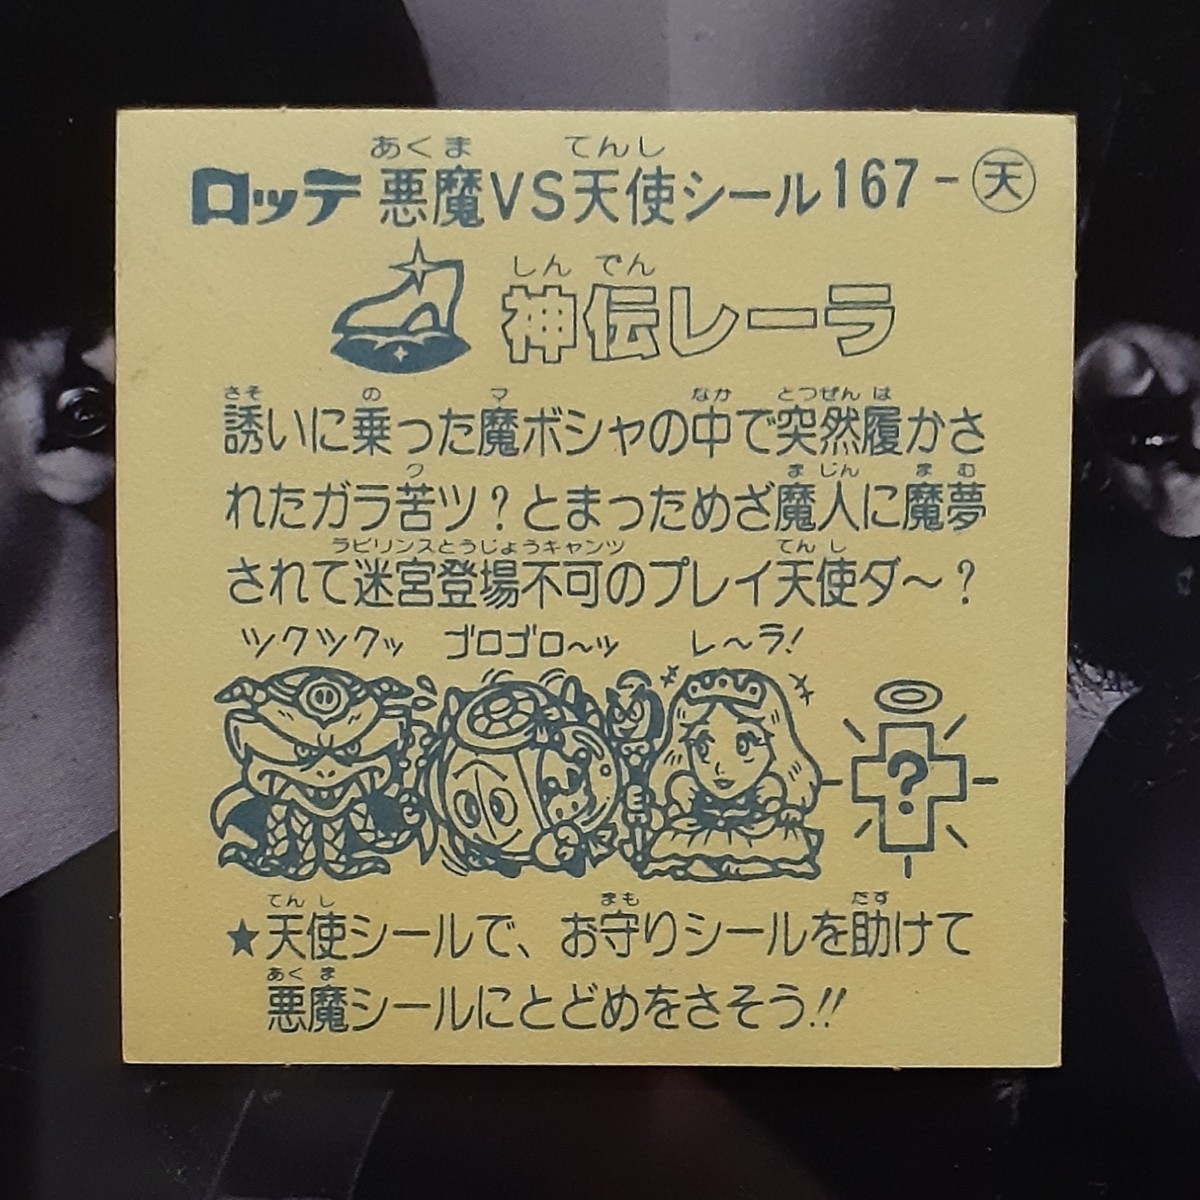 あくま てんし
ロッテ 悪魔VS天使シール167-天
しん でん
神伝レーラ
さそ の マ なか とつぜん は
誘いに乗った魔ボシャの中で突然履かさ
ク まじん まむ
れたガラ苦ツ？とまっためざ魔人に魔夢
ラビリンスとうじょうキャンツ てんし
されて迷宮登場不可のプレイ天使ダ～？
ツクツクッ ゴロゴロ～ッ レ～ラ!
?
てんし まも たす
★天使シールで、お守りシールを助けて
あくま
悪魔シールにとどめをさそう!!